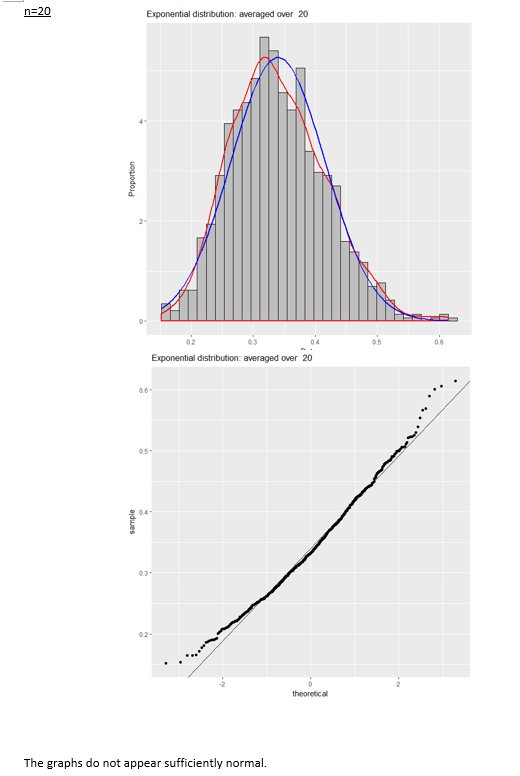 n=20
Exponential distribution: averaged over 20
Proportion
4
2
0
0.2 0.3 0.4 0.5 0.6
Exponential distribution: averaged over 20
sample
0.6
0.5
0.4
0.3
0.2
-2 0 2
theoretical
The graphs do not appear sufficiently normal.